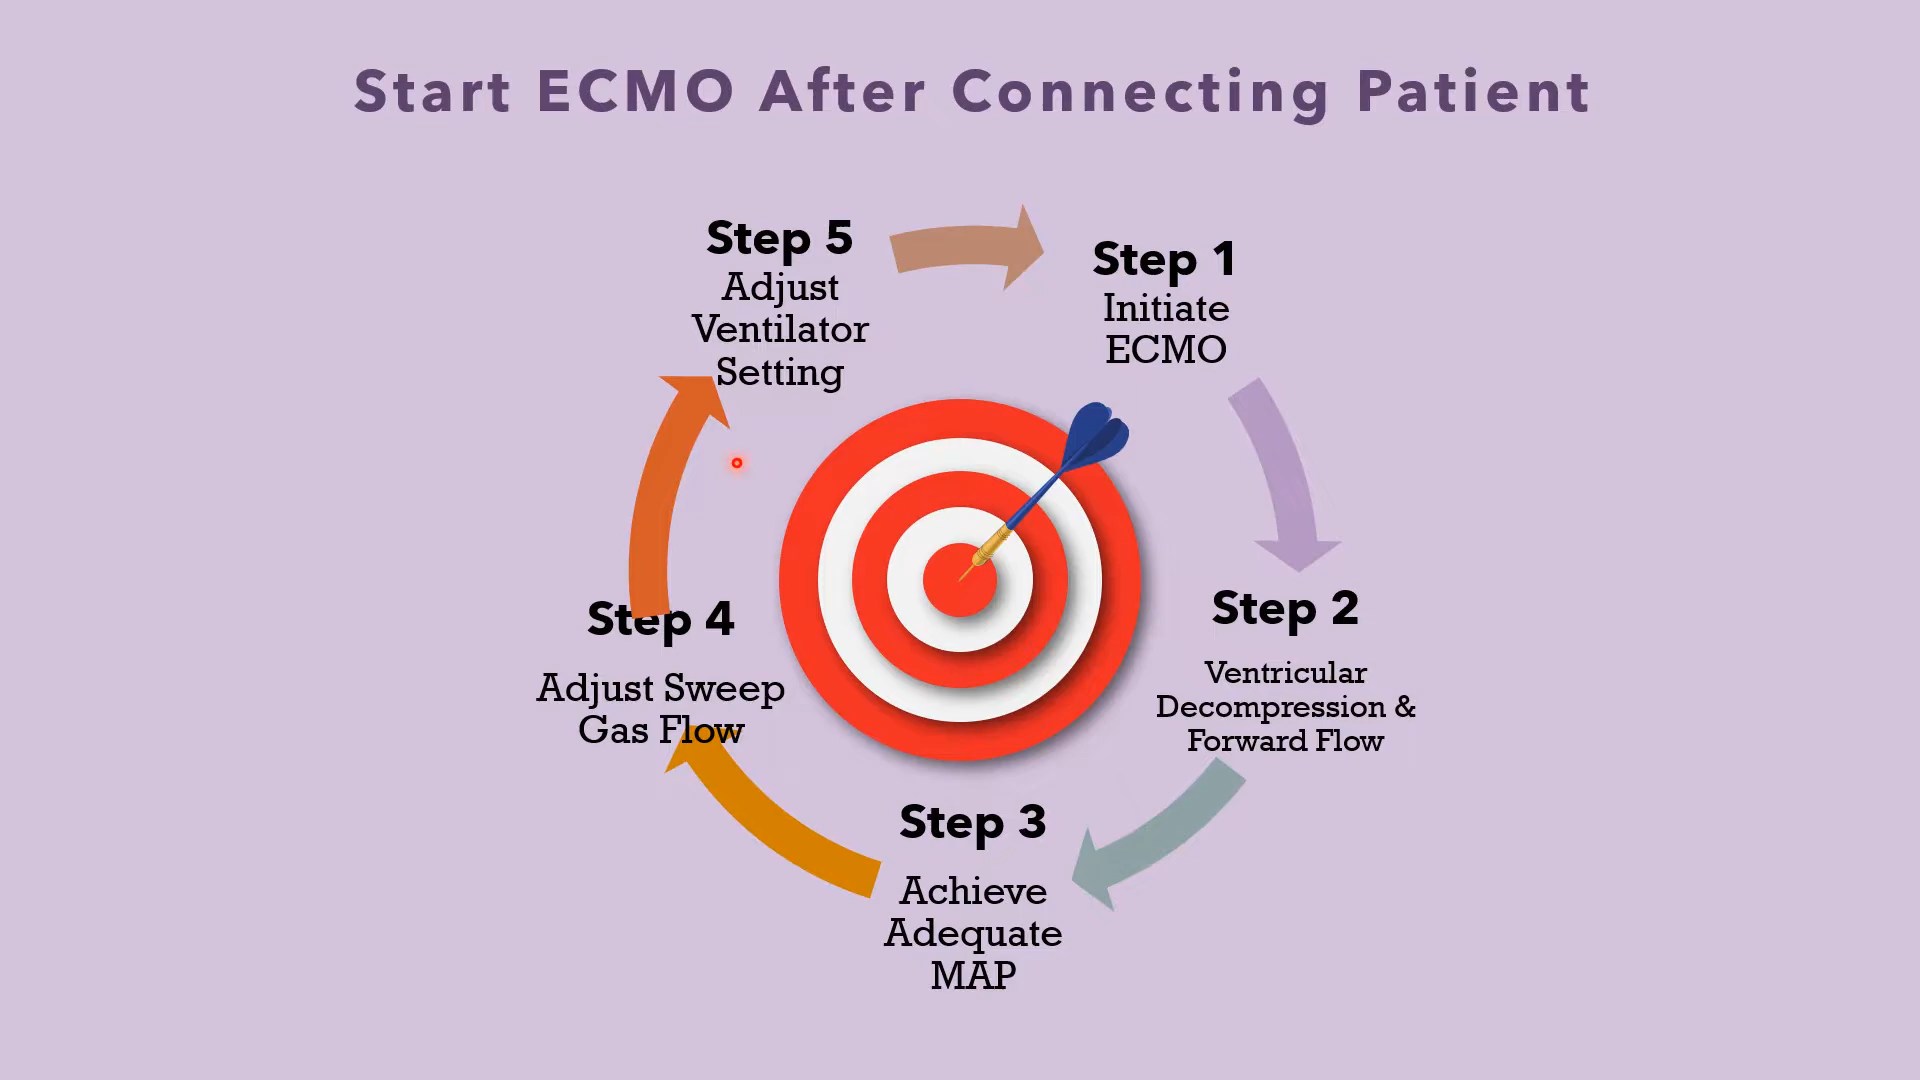 Start ECMO After Connecting Patient
Step 1
Initiate
ECMO
Step 2
Ventricular
Decompression &
Forward Flow
Step 3
Achieve
Adequate
MAP
Step 4
Adjust Sweep
Gas Flow
Step 5
Adjust
Ventilator
Setting